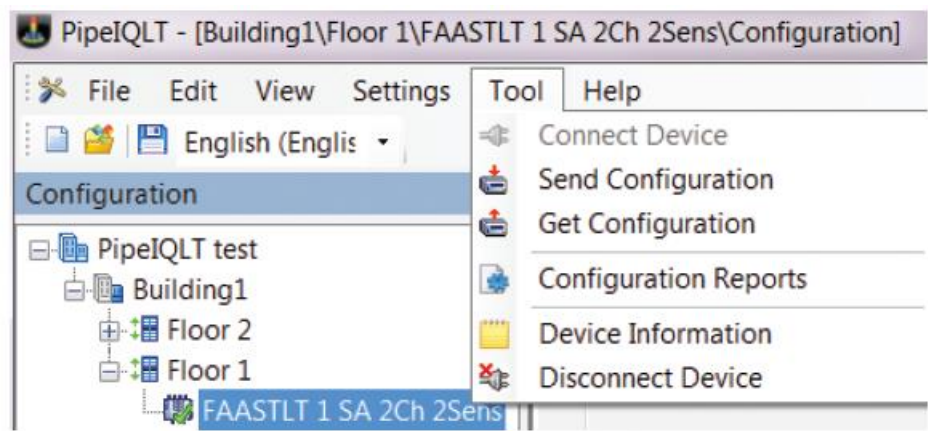 PipeIQLT - [Building1\Floor 1\FAASTLT 1 SA 2Ch 2Sens\Configuration]
File Edit View Settings Tool Help
English (Englis
Connect Device
Send Configuration
Get Configuration
Configuration Reports
Device Information
Disconnect Device
Configuration
PipeIQLT test
Building1
Floor 2
Floor 1
FAASTLT 1 SA 2Ch 2Sens